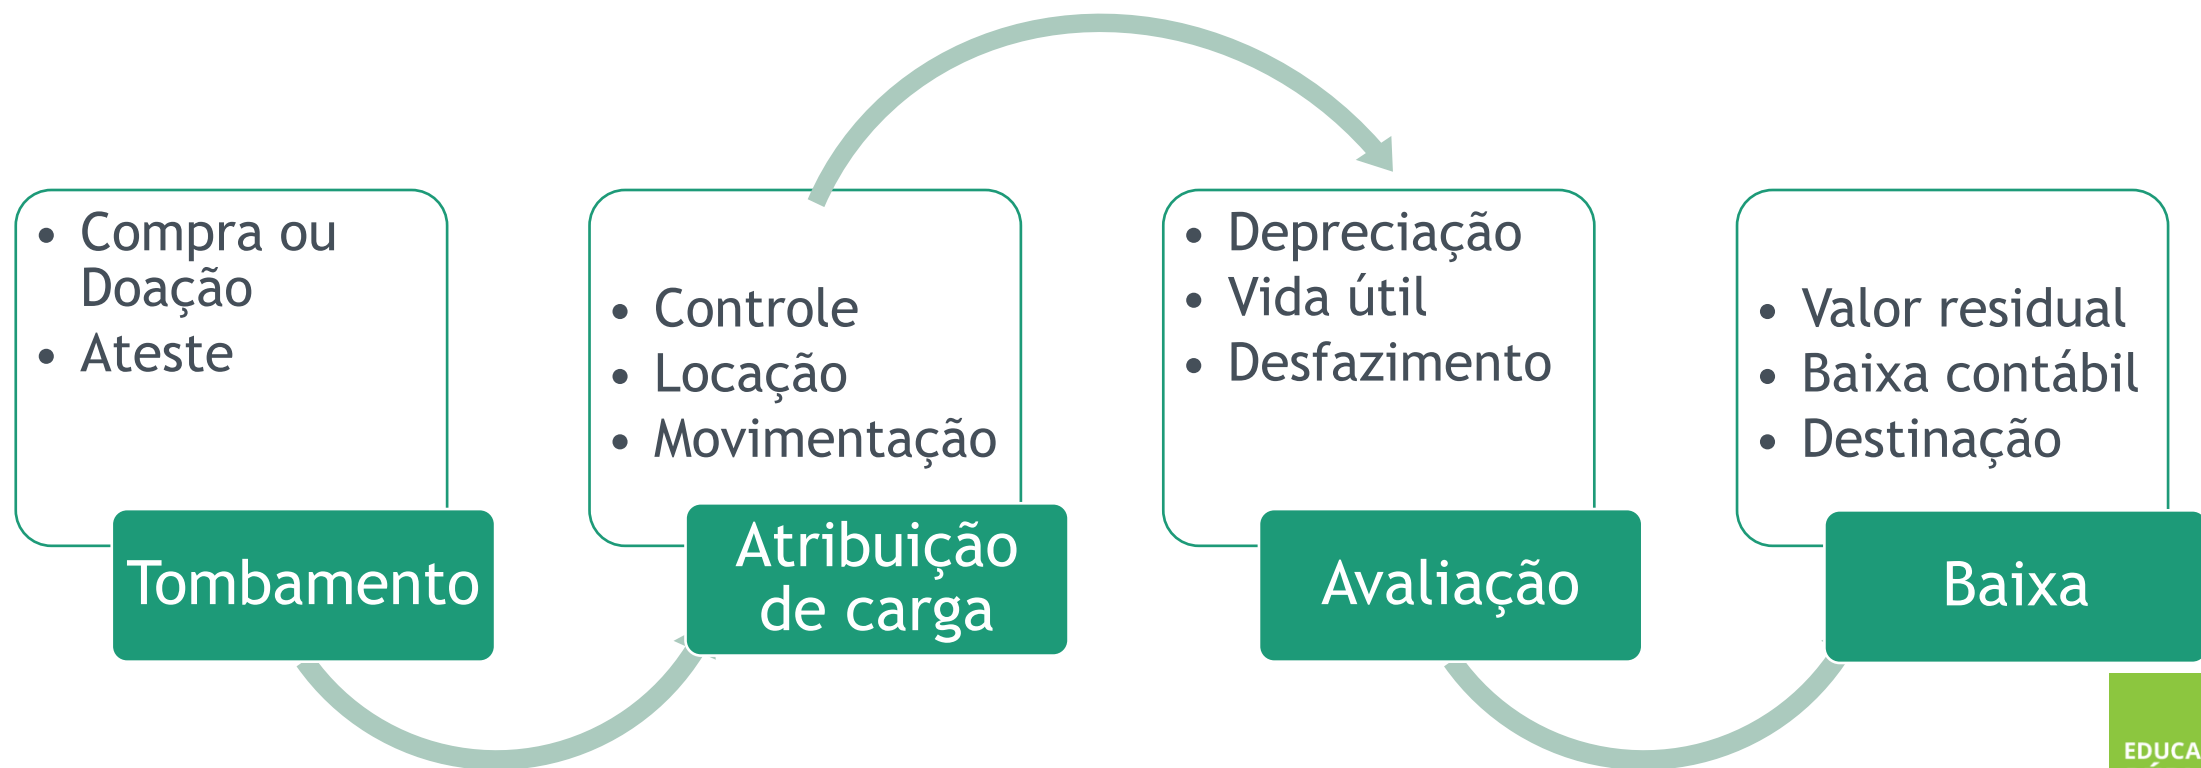 • Compra ou
Doação
• Ateste
Tombamento
• Controle
• Locação
• Movimentação
Atribuição
de carga
• Depreciação
• Vida útil
• Desfazimento
Avaliação
• Valor residual
• Baixa contábil
• Destinação
Baixa
EDUCA